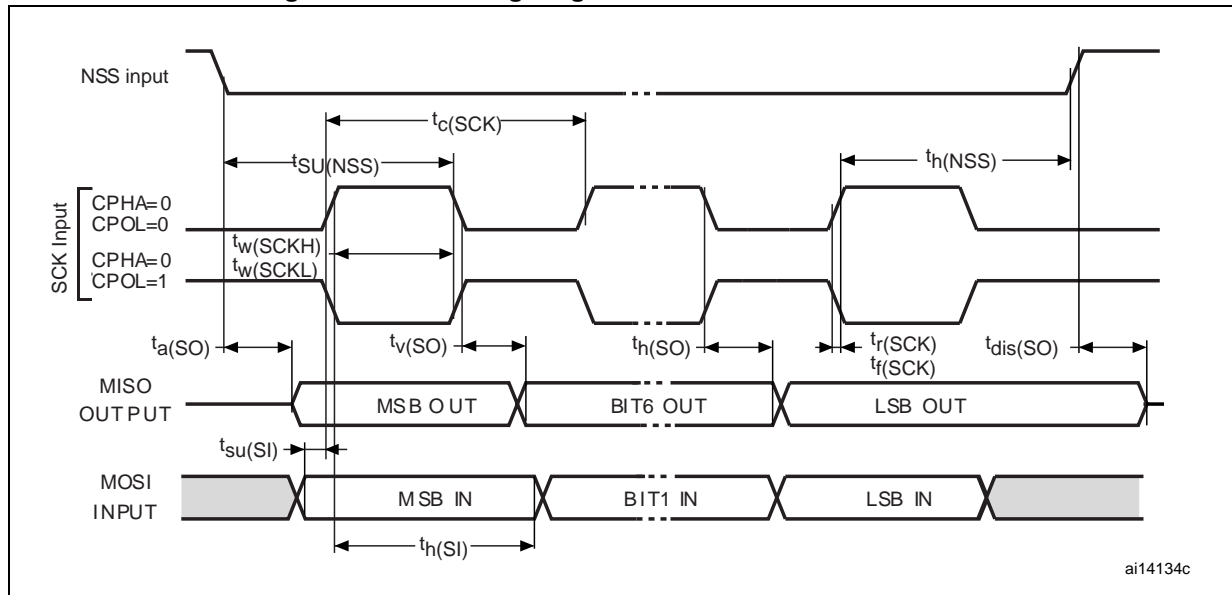 NSS input
tc(SCK)
tSU(NSS)
th(NSS)
SCK Input
CPHA=0
CPOL=0
tw(SCKH)
CPHA=0
tw(SCKL)
CPOL=1
ta(SO)
tv(SO)
th(SO)
tr(SCK)
tf(SCK)
tdis(SO)
MISO
OUTPUT
MSB OUT
BIT6 OUT
LSB OUT
tsu(SI)
MOSI
INPUT
MSB IN
BIT1 IN
LSB IN
th(SI)
ai14134c